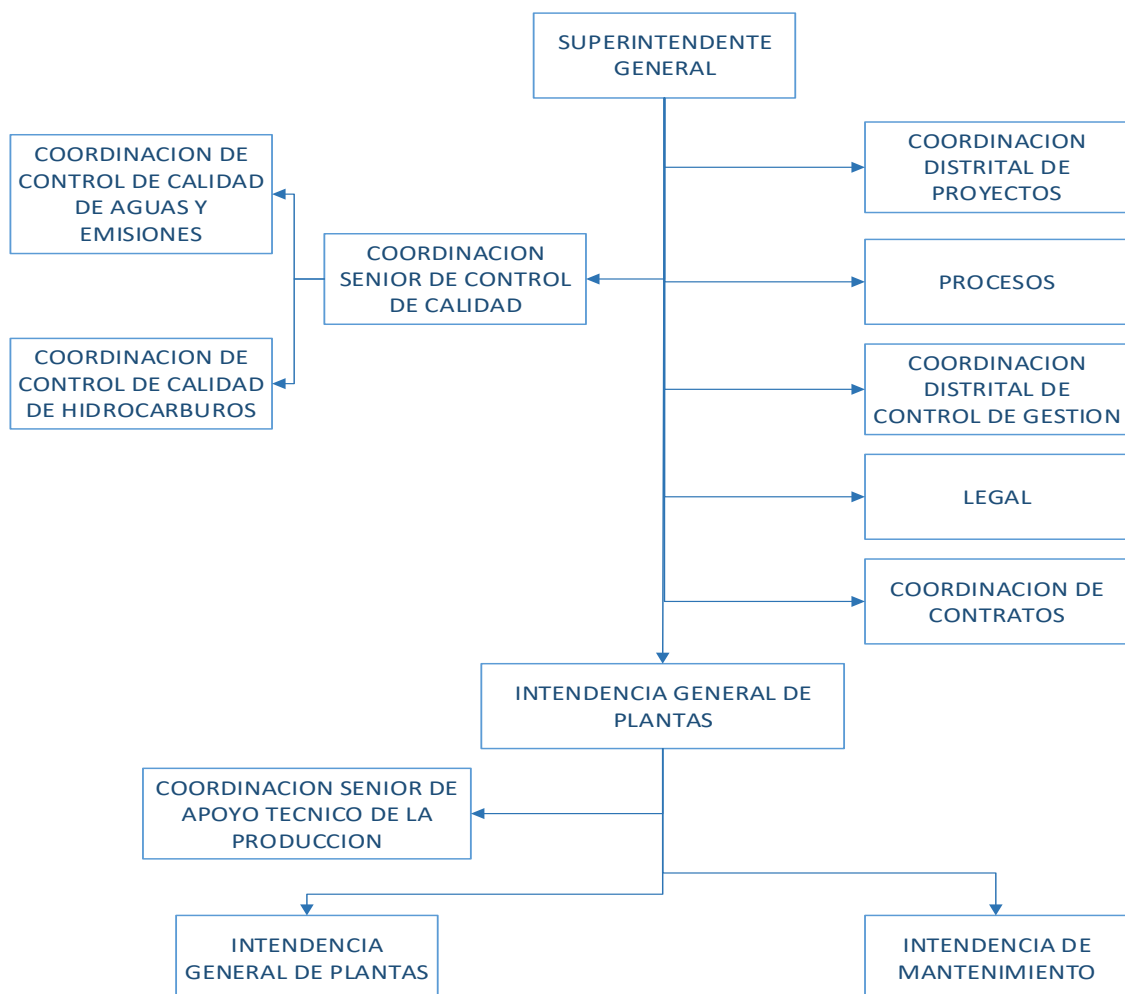 SUPERINTENDENTE
GENERAL
COORDINACION DE
CONTROL DE CALIDAD
DE AGUAS Y
EMISIONES
COORDINACION
DISTRITAL DE
PROYECTOS
COORDINACION
SENIOR DE CONTROL
DE CALIDAD
PROCESOS
COORDINACION DE
CONTROL DE CALIDAD
DE HIDROCARBUROS
COORDINACION
DISTRITAL DE
CONTROL DE GESTION
LEGAL
COORDINACION DE
CONTRATOS
INTENDENCIA GENERAL DE
PLANTAS
COORDINACION SENIOR DE
APOYO TECNICO DE LA
PRODUCCION
INTENDENCIA
GENERAL DE PLANTAS
INTENDENCIA DE
MANTENIMIENTO